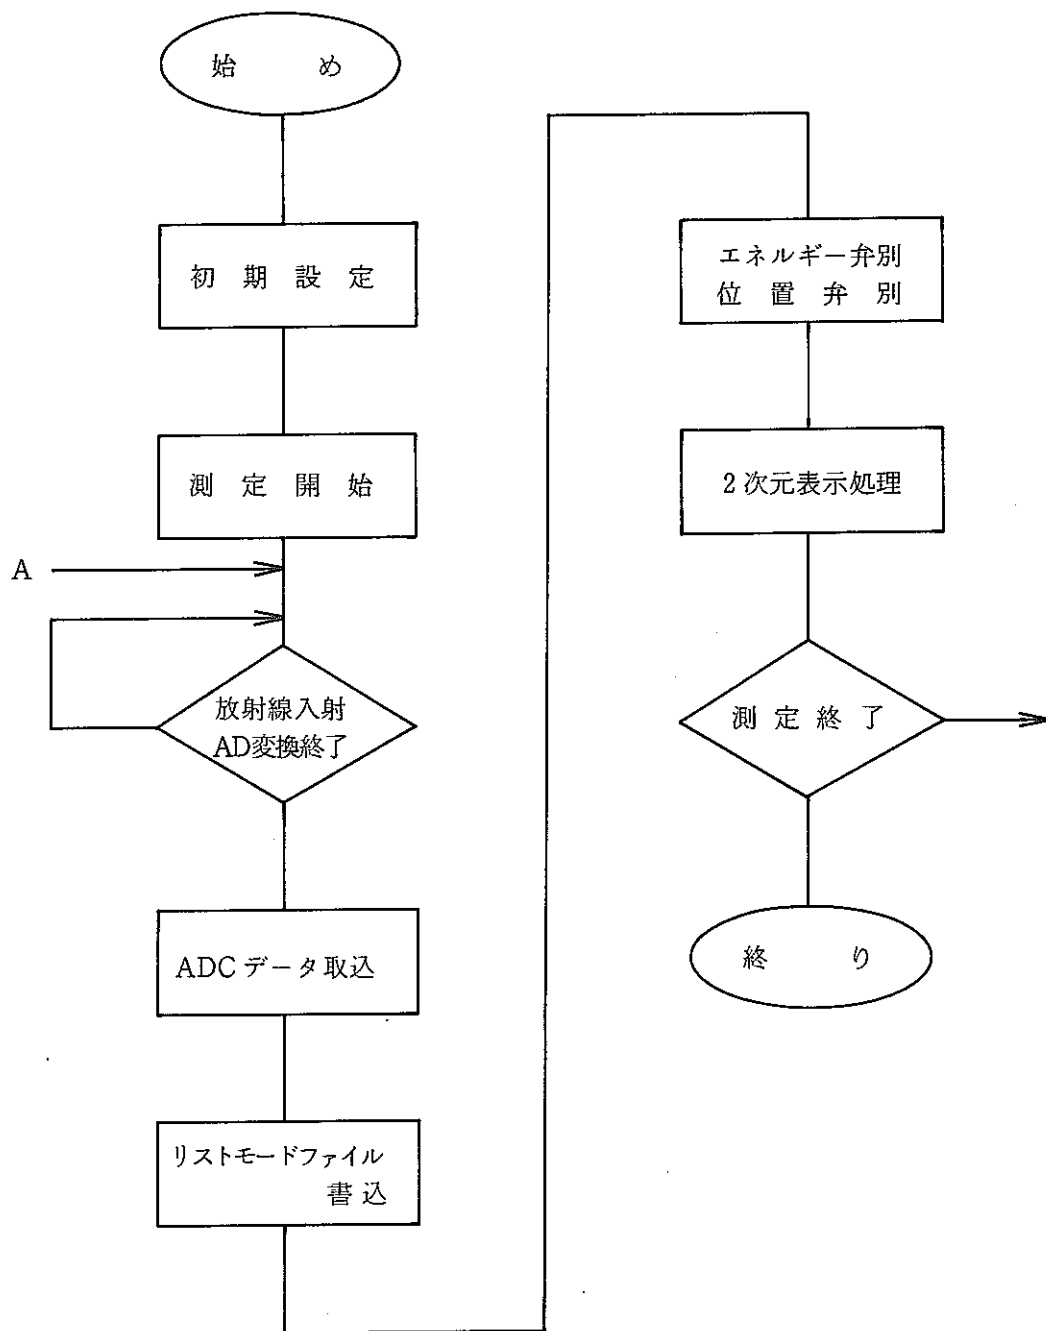 始め
初期設定
測定開始
A
放射線入射
AD変換終了
ADCデータ取込
リストモードファイル
書込
エネルギー弁別
位置弁別
2次元表示処理
測定終了
終り